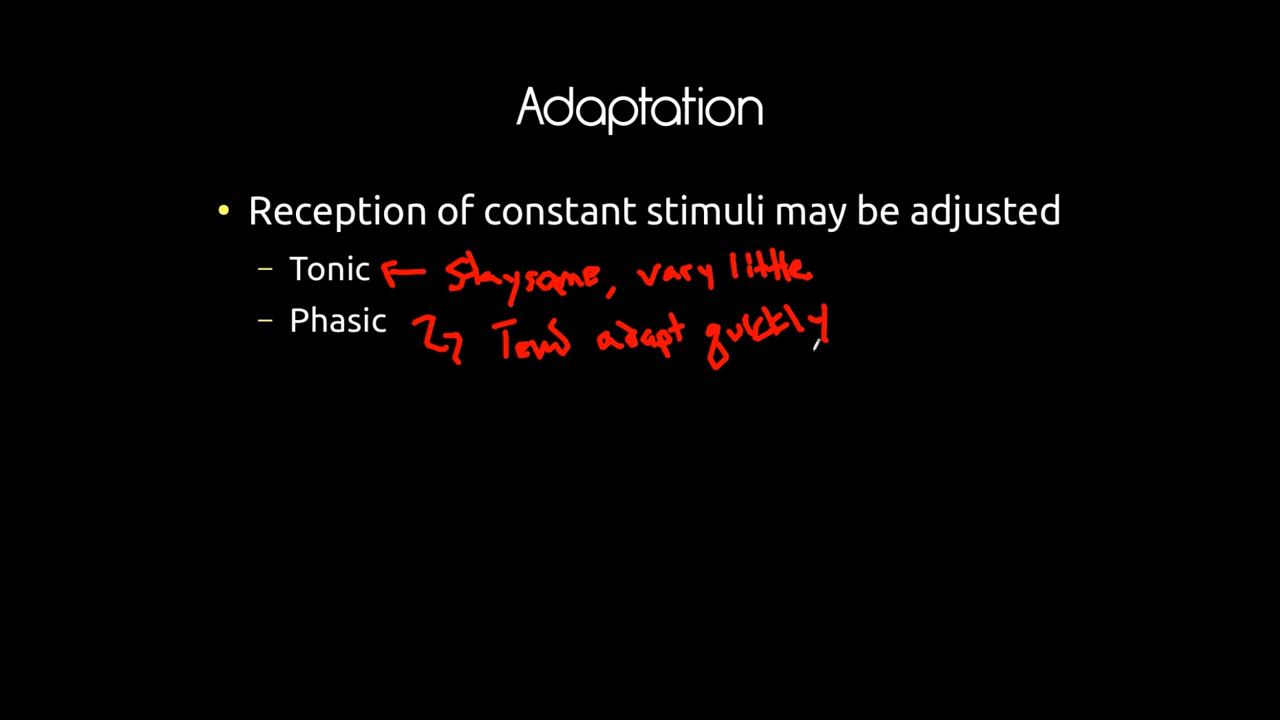 Adaptation
• Reception of constant stimuli may be adjusted
– Tonic ← stay same, vary little
– Phasic Tend adapt quickly